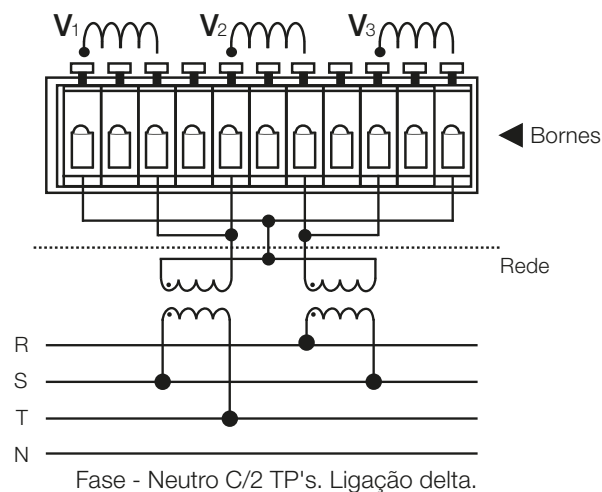 V1 V2 V3
Bornes
Rede
R
S
T
N
Fase - Neutro C/2 TP's. Ligação delta.